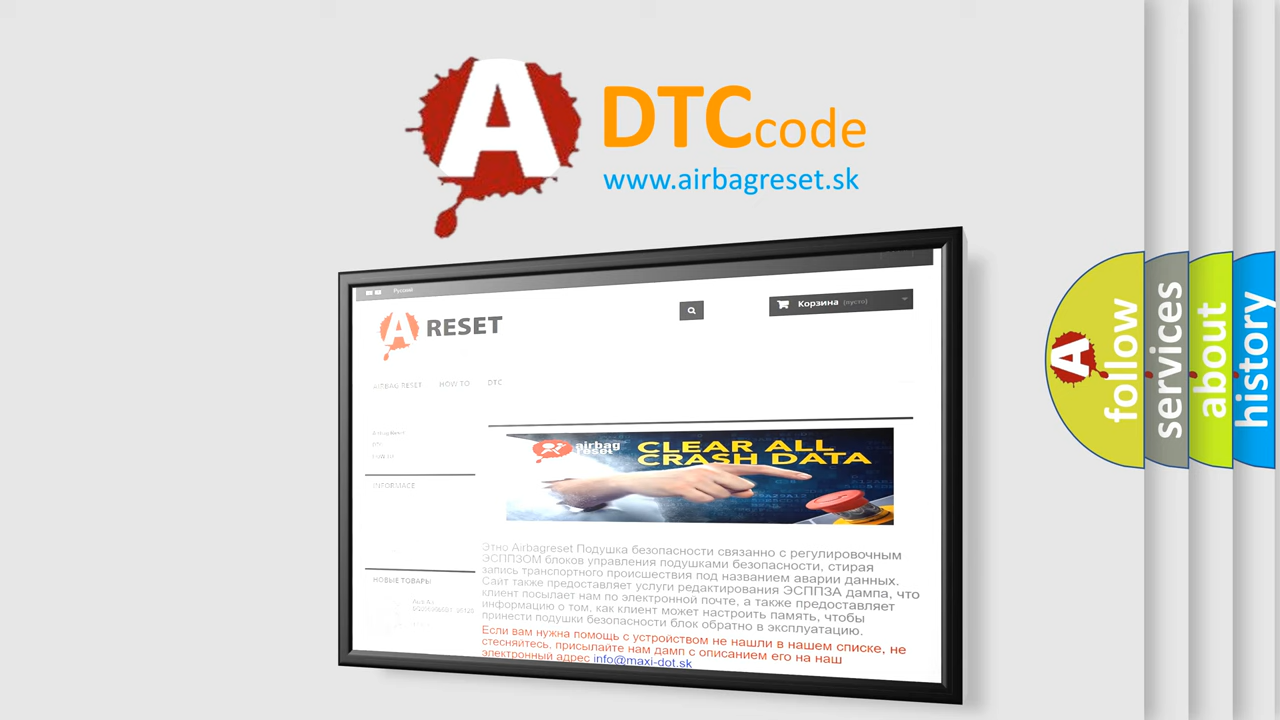 A
DTCcode
www.airbagreset.sk
Русский
A RESET
Корзина (пусто)
AIRBAG RESET HOW TO DTC
INFORMACE
airbag
reset
CLEAR ALL
CRASH DATA
НОВЫЕ ТОВАРЫ
Этно Airbagreset Подушка безопасности связанно с регулировочным
ЭСППЗОМ блоков управления подушками безопасности, стирая
запись транспортного происшествия под названием аварии данных.
Сайт также предоставляет услуги редактирования ЭСППЗА дампа, что
клиент посылает нам по электронной почте, а также предоставляет
информацию о том, как клиент может настроить память, чтобы
принести подушки безопасности блок обратно в эксплуатацию.
Если вам нужна помощь с устройством не нашли в нашем списке, не
стесняйтесь, присылайте нам дамп с описанием его на наш
электронный адрес info@maxi-dot.sk
A
follow
services
about
history